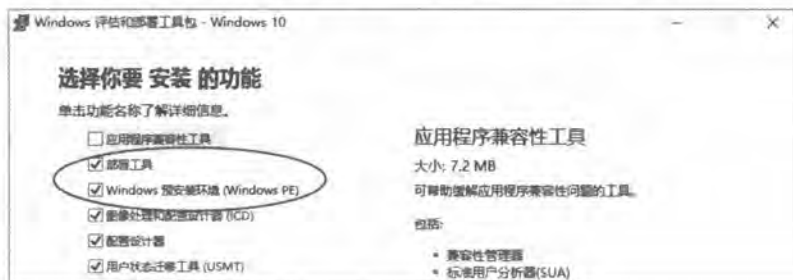 Windows 评估和部署工具包 - Windows 10
选择你要 安装 的功能
单击功能名称了解详细信息。
应用程序兼容性工具
部署工具
Windows 预安装环境 (Windows PE)
映像处理和配置设计器 (ICD)
配置设计器
用户状态迁移工具 (USMT)
应用程序兼容性工具
大小: 7.2 MB
可帮助缓解应用程序兼容性问题的工具。
包括:
• 兼容性管理器
• 标准用户分析器(SUA)